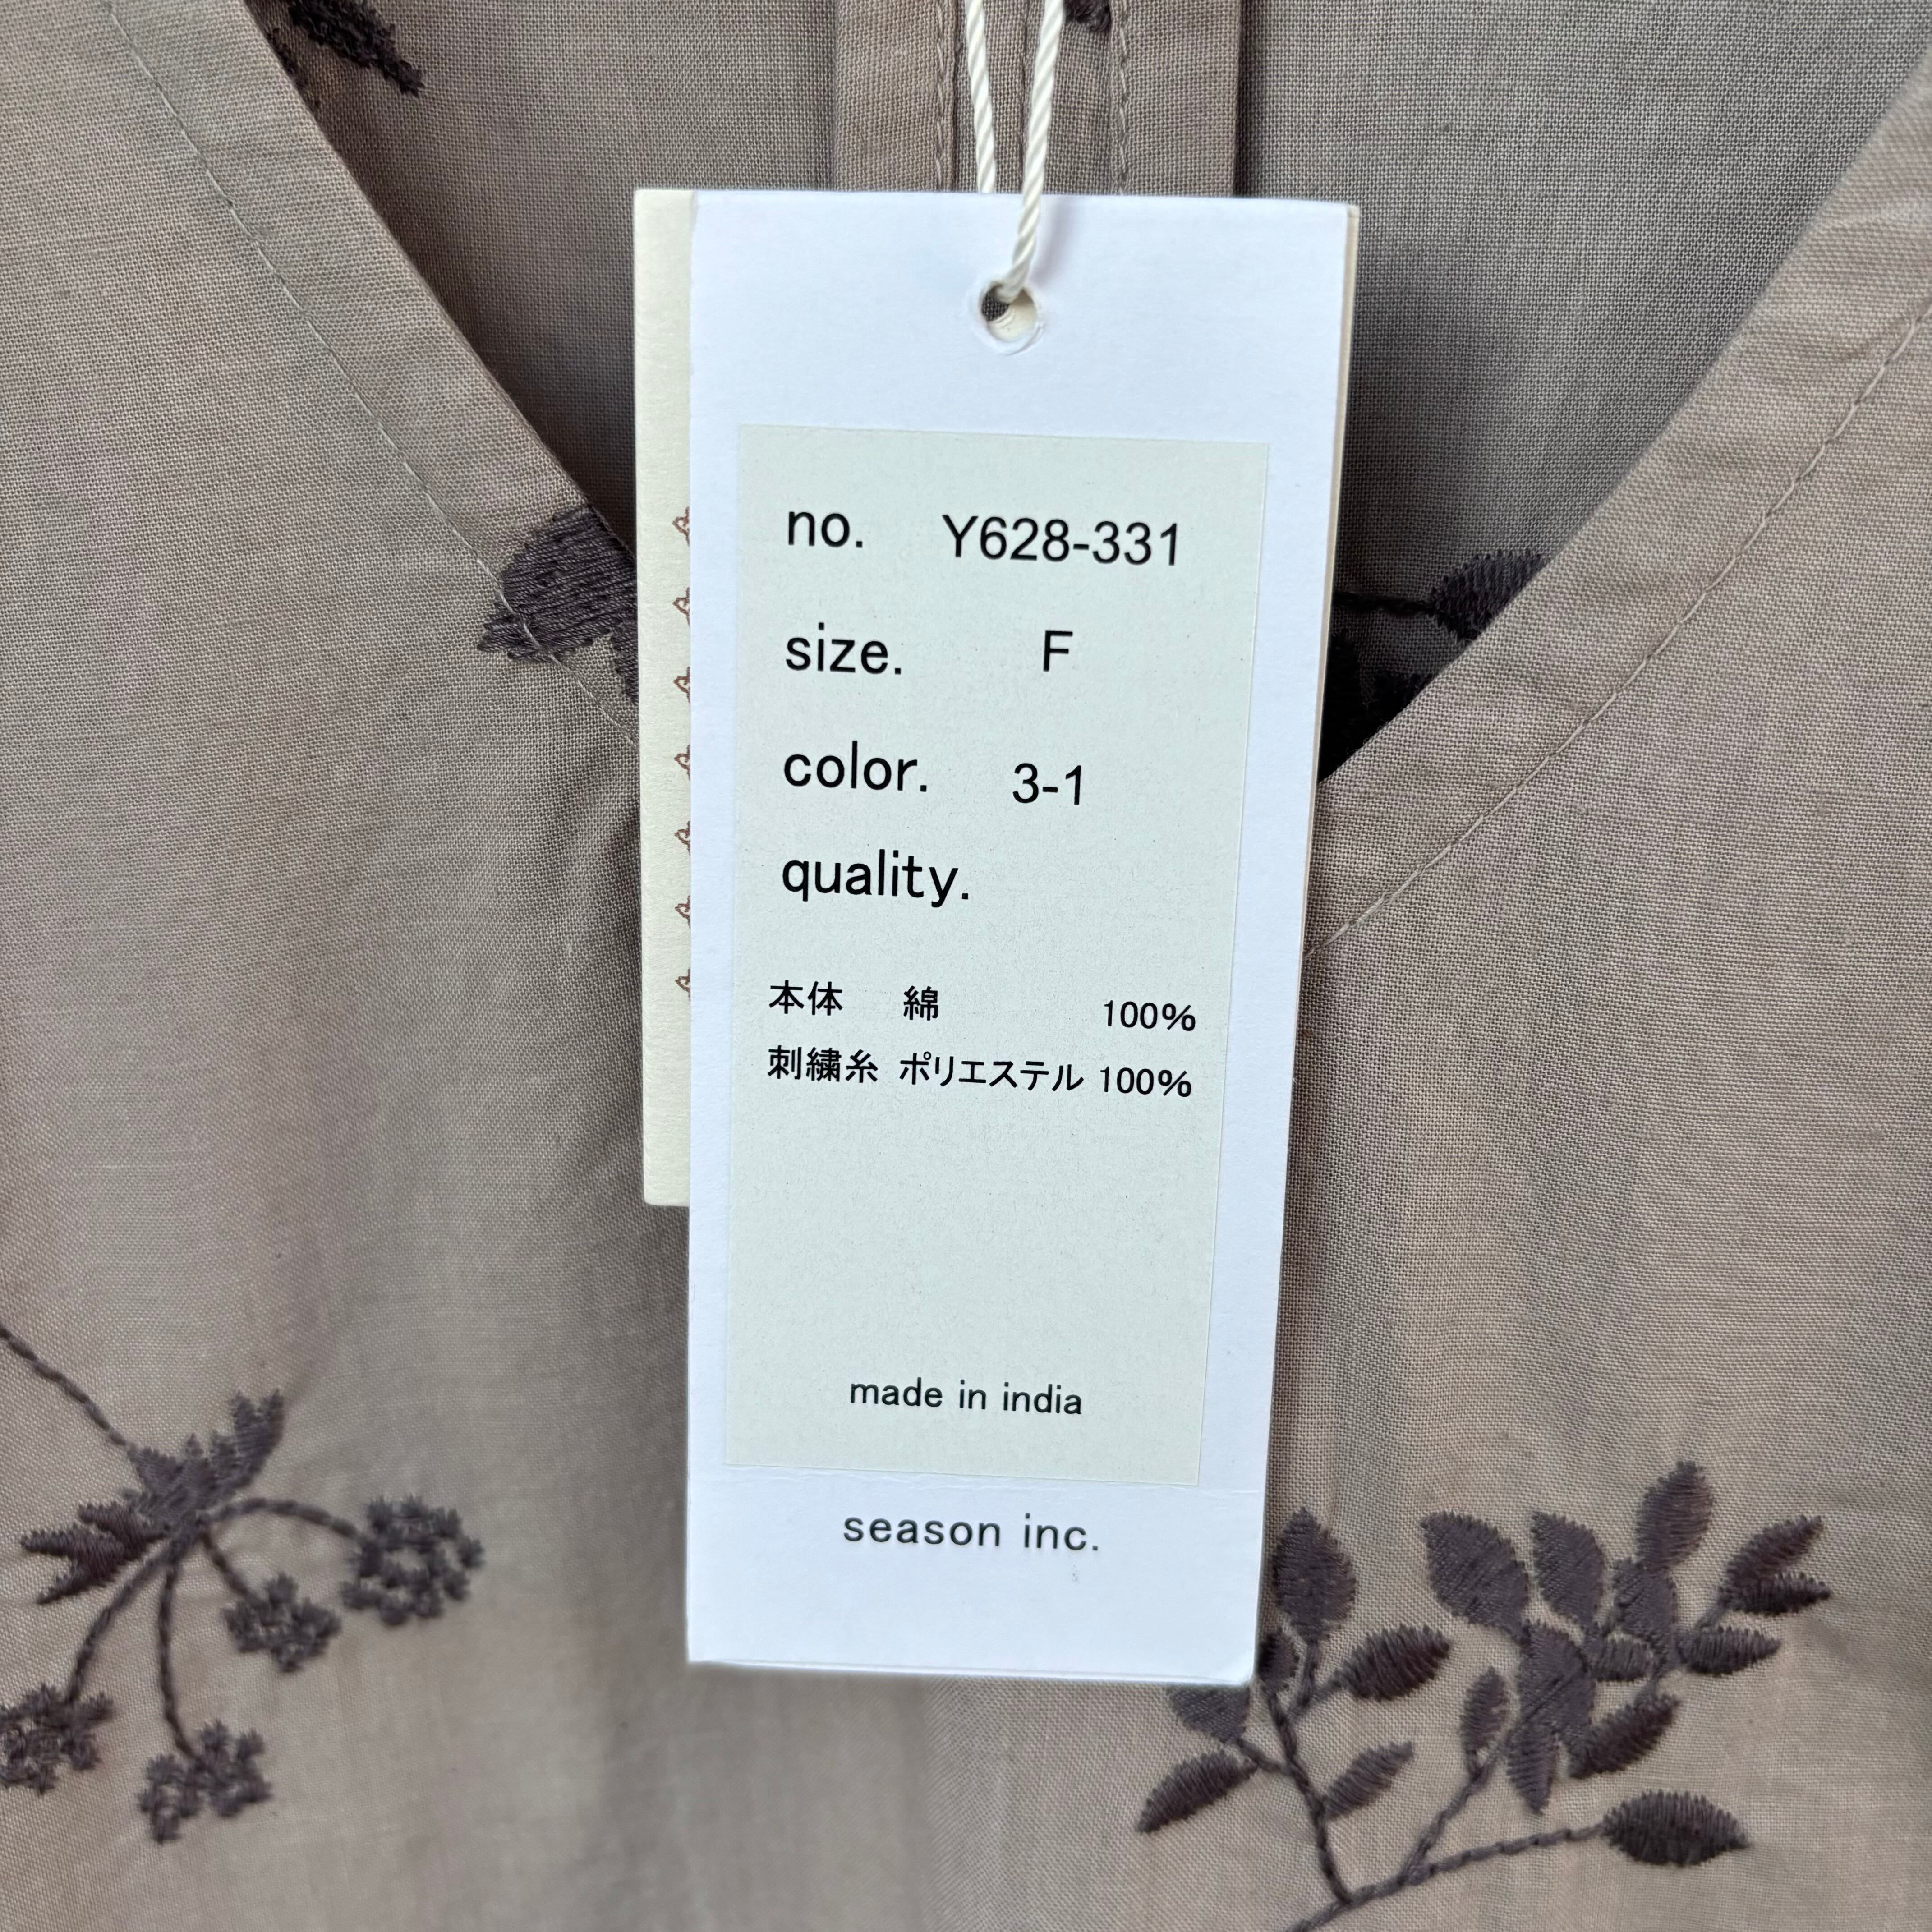 no. Y628-331
size. F
color. 3-1
quality.
本体 綿 100%
刺繍糸 ポリエステル 100%
made in india
season inc.